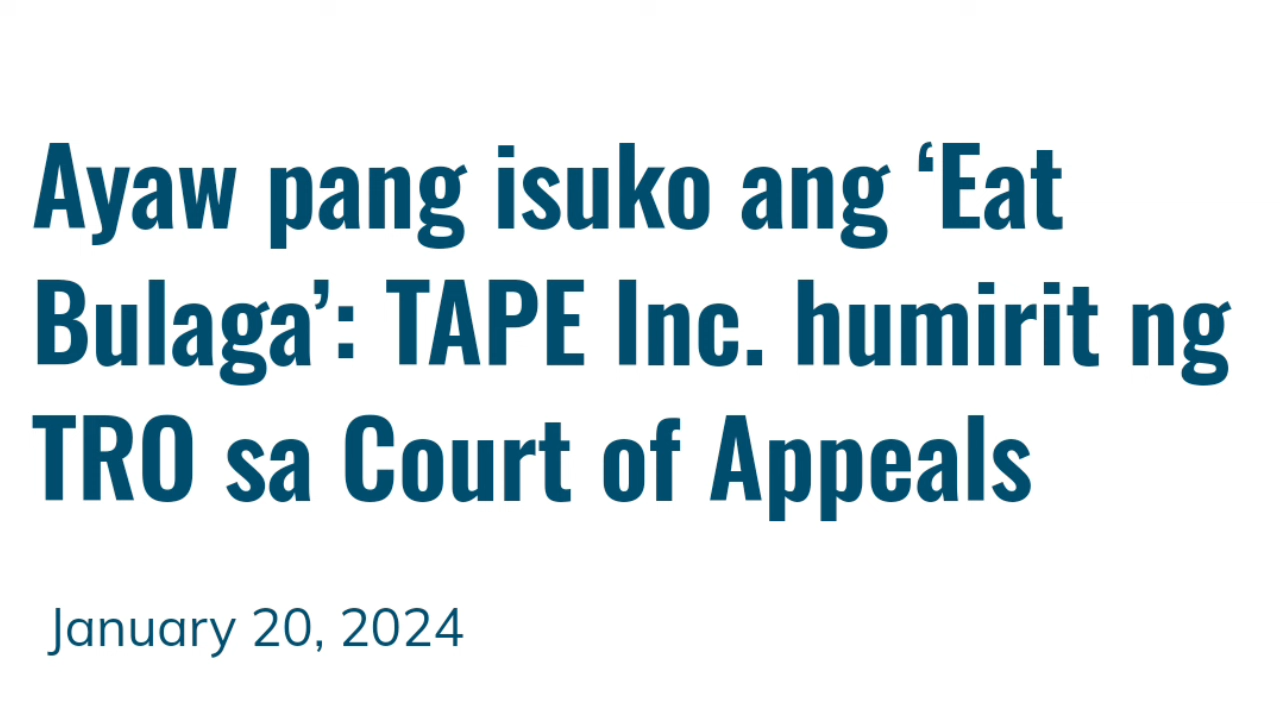 Ayaw pang isuko ang ‘Eat
Bulaga’: TAPE Inc. humirit ng
TRO sa Court of Appeals
January 20, 2024